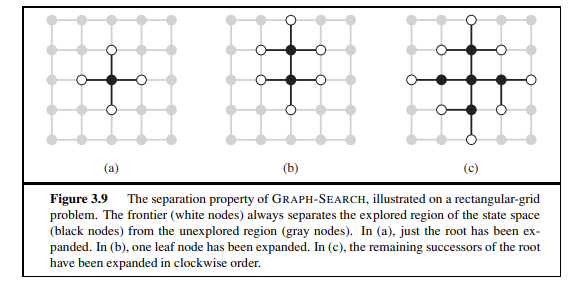 (a) (b) (c)
Figure 3.9 The separation property of GRAPH-SEARCH, illustrated on a rectangular-grid
problem. The frontier (white nodes) always separates the explored region of the state space
(black nodes) from the unexplored region (gray nodes). In (a), just the root has been ex-
panded. In (b), one leaf node has been expanded. In (c), the remaining successors of the root
have been expanded in clockwise order.